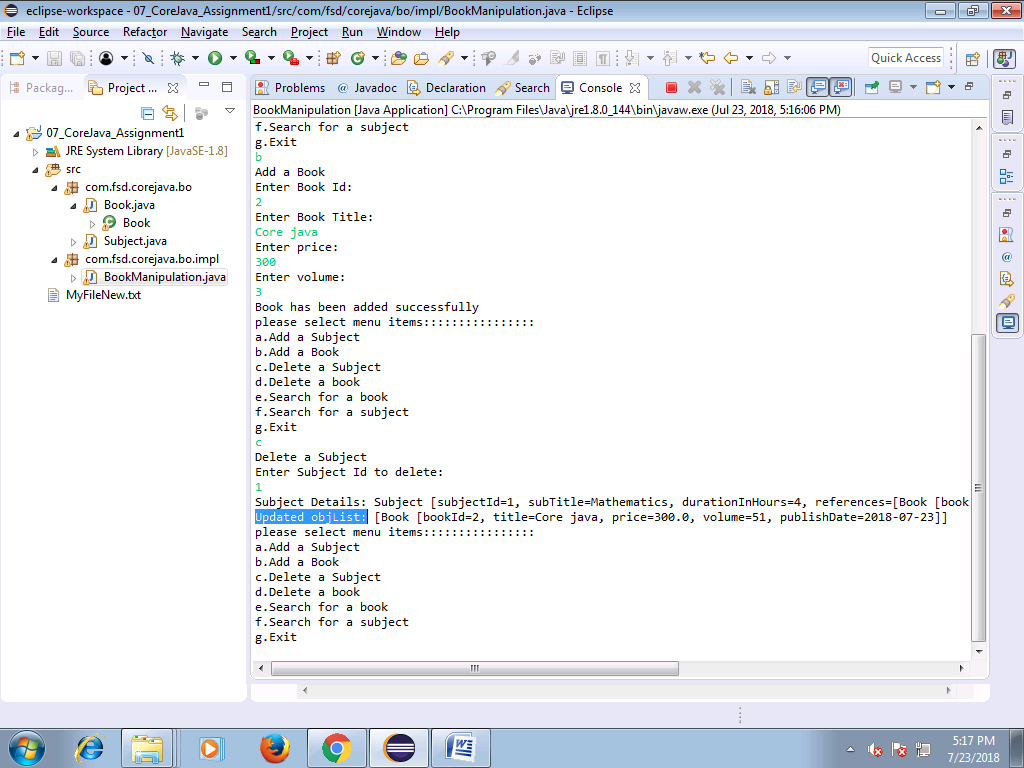 eclipse-workspace - 07_CoreJava_Assignment1/src/com/fsd/corejava/bo/impl/BookManipulation.java - Eclipse
File Edit Source Refactor Navigate Search Project Run Window Help
Quick Access
Packag... Project ...
Problems @ Javadoc Declaration Search Console
BookManipulation [Java Application] C:\Program Files\Java\jre1.8.0_144\bin\javaw.exe (Jul 23, 2018, 5:16:06 PM)
07_CoreJava_Assignment1
JRE System Library [JavaSE-1.8]
src
com.fsd.corejava.bo
Book.java
Book
Subject.java
com.fsd.corejava.bo.impl
BookManipulation.java
MyFileNew.txt
f.Search for a subject
g.Exit
b
Add a Book
Enter Book Id:
2
Enter Book Title:
Core java
Enter price:
300
Enter volume:
3
Book has been added successfully
please select menu items::::::::::::::::
a.Add a Subject
b.Add a Book
c.Delete a Subject
d.Delete a book
e.Search for a book
f.Search for a subject
g.Exit
c
Delete a Subject
Enter Subject Id to delete:
1
Subject Details: Subject [subjectId=1, subTitle=Mathematics, durationInHours=4, references=[Book [book
Updated objList: [Book [bookId=2, title=Core java, price=300.0, volume=51, publishDate=2018-07-23]]
please select menu items::::::::::::::::
a.Add a Subject
b.Add a Book
c.Delete a Subject
d.Delete a book
e.Search for a book
f.Search for a subject
g.Exit
5:17 PM
7/23/2018